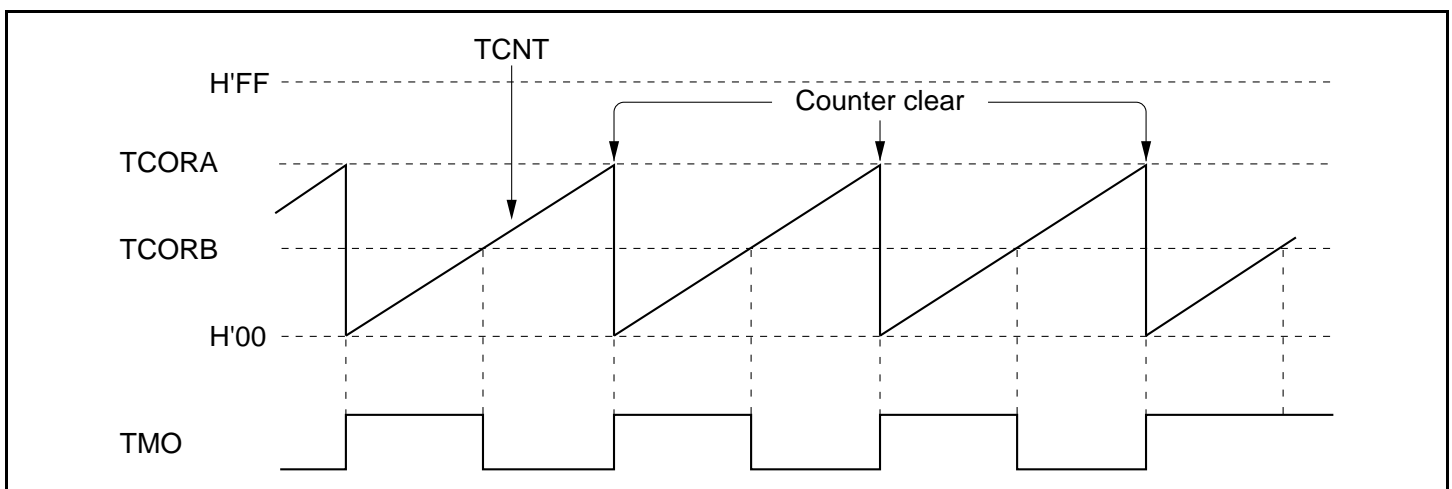 TCNT
H'FF
Counter clear
TCORA
TCORB
H'00
TMO